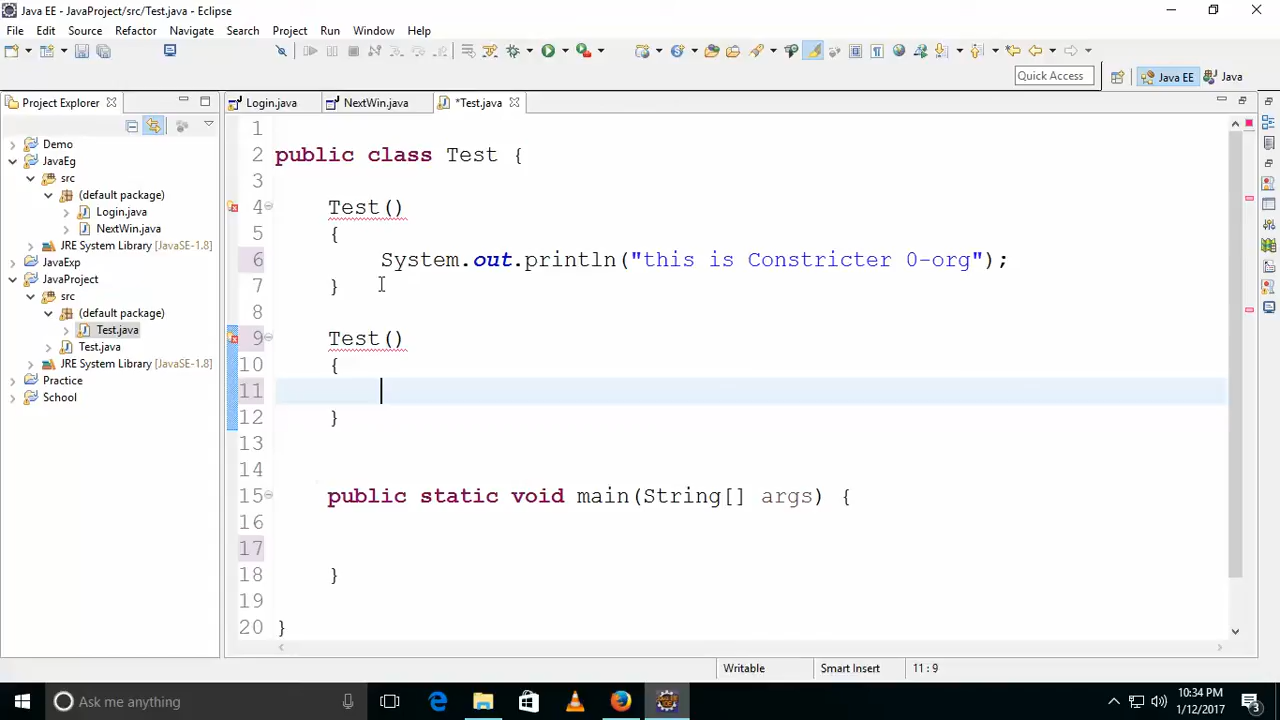 Java EE - JavaProject/src/Test.java - Eclipse
File Edit Source Refactor Navigate Search Project Run Window Help
Quick Access
Java EE
Java
Project Explorer
Login.java
NextWin.java
*Test.java
Demo
JavaEg
src
(default package)
Login.java
NextWin.java
JRE System Library [JavaSE-1.8]
JavaExp
JavaProject
src
(default package)
Test.java
Test.java
JRE System Library [JavaSE-1.8]
Practice
School
1
2 public class Test {
3
4 Test()
5 {
6 System.out.println("this is Constricter 0-org");
7 }
8
9 Test()
10 {
11
12 }
13
14
15 public static void main(String[] args) {
16
17
18 }
19
20 }
Writable
Smart Insert
11 : 9
Ask me anything
10:34 PM
1/12/2017
3